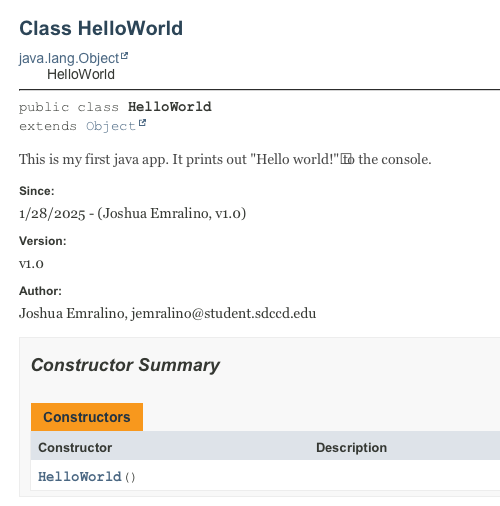 Class HelloWorld
java.lang.Object
HelloWorld
public class HelloWorld
extends Object
This is my first java app. It prints out "Hello world!" to the console.
Since:
1/28/2025 - (Joshua Emralino, v1.0)
Version:
v1.0
Author:
Joshua Emralino, jemralino@student.sdccd.edu
Constructor Summary
Constructors
Constructor Description
HelloWorld()